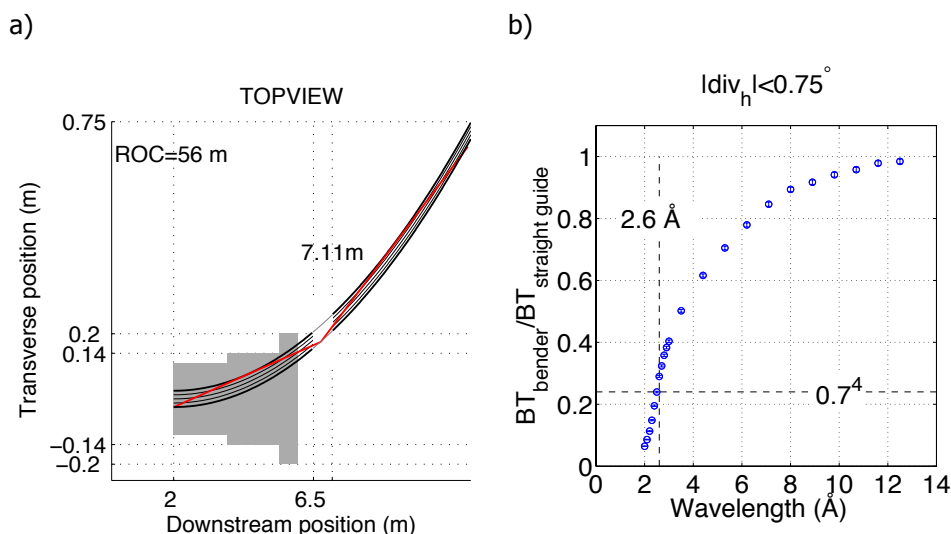 a)
TOPVIEW
0.75
ROC=56 m
7.11m
0.2
0.14
−0.14
−0.2
2
6.5
Transverse position (m)
Downstream position (m)
b)
|div_h|<0.75°
1
0.8
0.6
0.4
0.2
0
2.6 Å
0.7^4
0 2 4 6 8 10 12 14
BT_bender/BT_straight guide
Wavelength (Å)